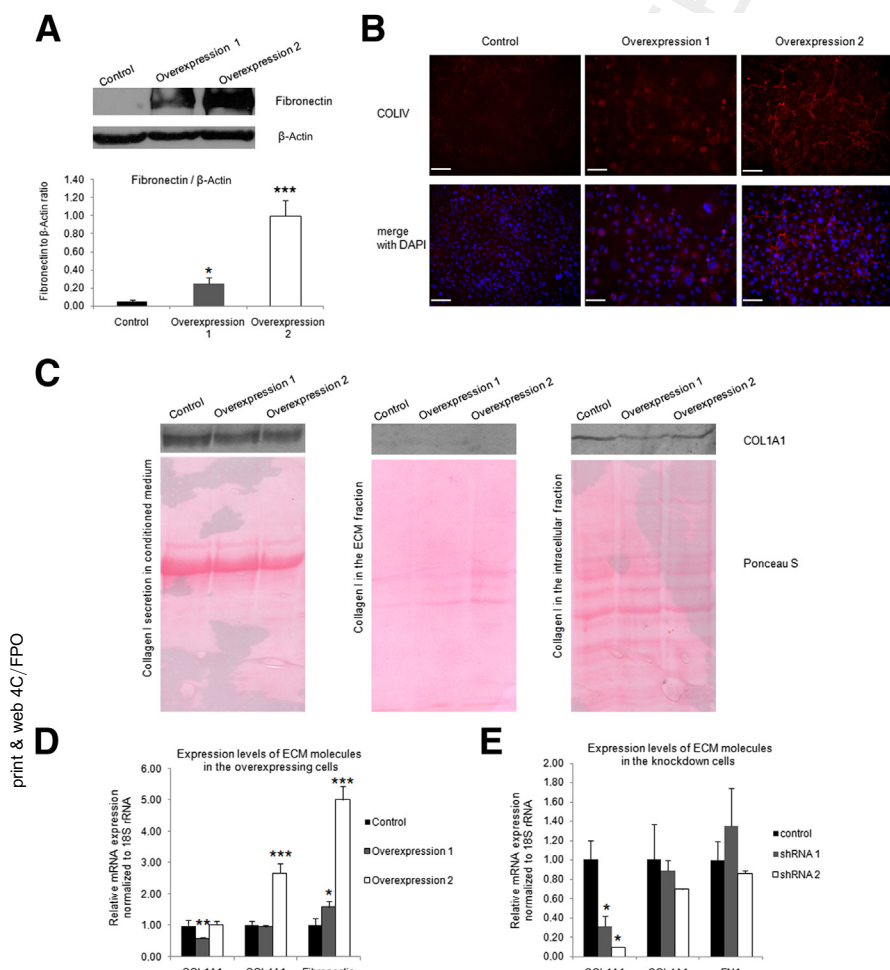 A
Control
Overexpression 1
Overexpression 2
Fibronectin
β-Actin
Fibronectin / β-Actin
Fibronectin to β-Actin ratio
1.40
1.20
1.00
0.80
0.60
0.40
0.20
0,00
*
***
Control
Overexpression 1
Overexpression 2
B
Control
Overexpression 1
Overexpression 2
COLIV
merge with DAPI
C
Control
Overexpression 1
Overexpression 2
Control
Overexpression 1
Overexpression 2
Control
Overexpression 1
Overexpression 2
COL1A1
Ponceau S
Collagen I secretion in conditioned medium
Collagen I in the ECM fraction
Collagen I in the intracellular fraction
print & web 4C/FPO
D
Expression levels of ECM molecules
in the overexpressing cells
Relative mRNA expression
normalized to 18S rRNA
6.00
5.00
4.00
3.00
2.00
1.00
0.00
**
***
*
***
Control
Overexpression 1
Overexpression 2
COL1A1
COL4A1
Fibronectin
E
Expression levels of ECM molecules
in the knockdown cells
Relative mRNA expression
normalized to 18S rRNA
2.00
1.80
1.60
1.40
1.20
1.00
0.80
0.60
0.40
0.20
0.00
*
*
control
shRNA 1
shRNA 2
COL1A1
COL4A1
FN1